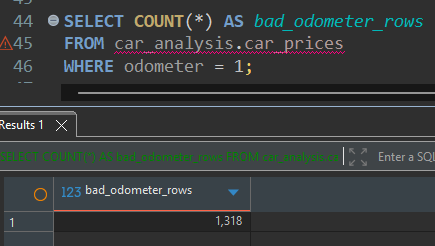 44 SELECT COUNT(*) AS bad_odometer_rows
45 FROM car_analysis.car_prices
46 WHERE odometer = 1;
Results 1
SELECT COUNT(*) AS bad_odometer_rows FROM car_analysis.ca
Enter a SQL
123 bad_odometer_rows
1 1,318